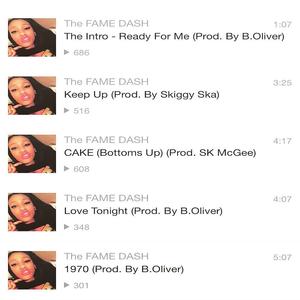 The FAME DASH 1:07
The Intro - Ready For Me (Prod. By B.Oliver)
686
The FAME DASH 3:25
Keep Up (Prod. By Skiggy Ska)
516
The FAME DASH 4:17
CAKE (Bottoms Up) (Prod. SK McGee)
608
The FAME DASH 4:07
Love Tonight (Prod. By B.Oliver)
348
The FAME DASH 5:07
1970 (Prod. By B.Oliver)
301